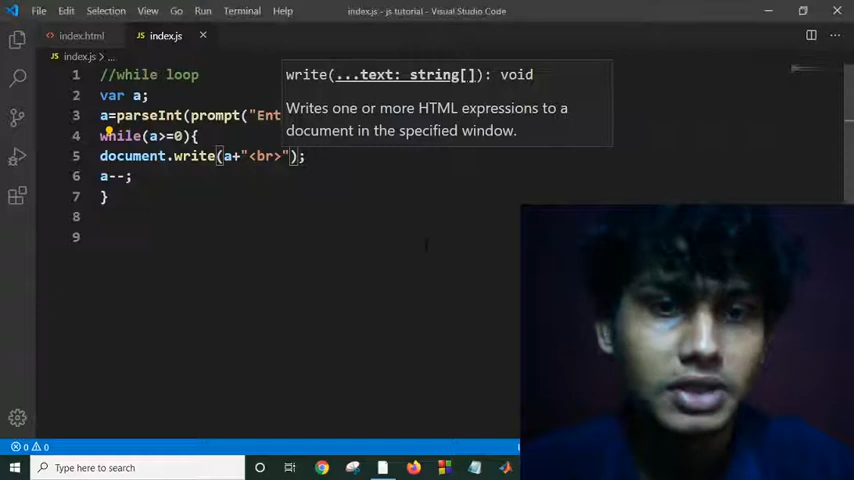 File Edit Selection View Go Run Terminal Help
index.js - js tutorial - Visual Studio Code
index.html
JS index.js
JS index.js > ...
1 //while loop
2 var a;
3 a=parseInt(prompt("Ent
4 while(a>=0){
5 document.write(a+"<br>");
6 a--;
7 }
8
9
write(...text: string[]): void
Writes one or more HTML expressions to a
document in the specified window.
0 0
Type here to search